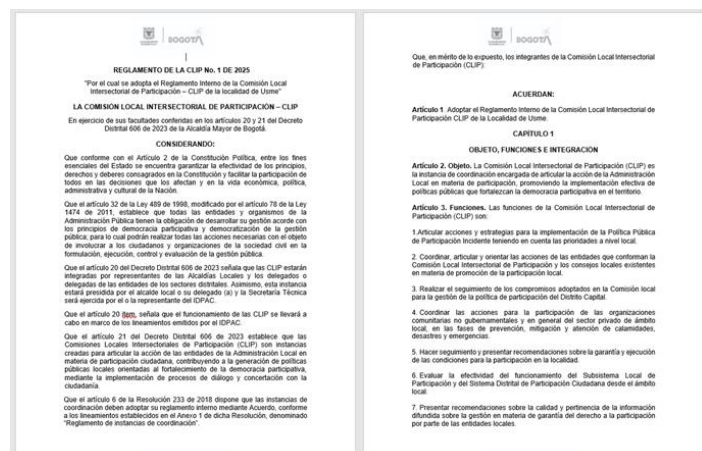 BOGOTÁ
REGLAMENTO DE LA CLIP No. 1 DE 2025
"Por el cual se adopta el Reglamento Interno de la Comisión Local
Intersectorial de Participación – CLIP de la localidad de Usme"
LA COMISIÓN LOCAL INTERSECTORIAL DE PARTICIPACIÓN – CLIP
En ejercicio de sus facultades conferidas en los artículos 20 y 21 del Decreto
Distrital 606 de 2023 de la Alcaldía Mayor de Bogotá.
CONSIDERANDO:
Que conforme con el Artículo 2 de la Constitución Política, entre los fines
esenciales del Estado se encuentra garantizar la efectividad de los principios,
derechos y deberes consagrados en la Constitución y facilitar la participación de
todos en las decisiones que los afectan y en la vida económica, política,
administrativa y cultural de la Nación.
Que el artículo 32 de la Ley 489 de 1998, modificado por el artículo 78 de la Ley
1474 de 2011, establece que todas las entidades y organismos de la
Administración Pública tienen la obligación de desarrollar su gestión acorde con
los principios de democracia participativa y democratización de la gestión
pública, para lo cual podrán realizar todas las acciones necesarias con el objeto
de involucrar a los ciudadanos y organizaciones de la sociedad civil en la
formulación, ejecución, control y evaluación de la gestión pública.
Que el artículo 20 del Decreto Distrital 606 de 2023 señala que las CLIP estarán
integradas por representantes de las Alcaldías Locales y los delegados o
delegadas de las entidades de los sectores distritales. Asimismo, esta instancia
estará presidida por el alcalde local o su delegado (a) y la Secretaría Técnica
será ejercida por el o la representante del IDPAC.
Que el artículo 20 ítem, señala que el funcionamiento de las CLIP se llevará a
cabo en marco de los lineamientos emitidos por el IDPAC.
Que el artículo 21 del Decreto Distrital 606 de 2023 establece que las
Comisiones Locales Intersectoriales de Participación (CLIP) son instancias
creadas para articular la acción de las entidades de la Administración Local en
materia de participación ciudadana, contribuyendo a la generación de políticas
públicas locales orientadas al fortalecimiento de la democracia participativa,
mediante la implementación de procesos de diálogo y concertación con la
ciudadanía.
Que el artículo 6 de la Resolución 233 de 2018 dispone que las instancias de
coordinación deben adoptar su reglamento interno mediante Acuerdo, conforme
a los lineamientos establecidos en el Anexo 1 de dicha Resolución, denominado
"Reglamento de instancias de coordinación".
BOGOTÁ
Que, en mérito de lo expuesto, los integrantes de la Comisión Local Intersectorial
de Participación (CLIP):
ACUERDAN:
Artículo 1. Adoptar el Reglamento Interno de la Comisión Local Intersectorial de
Participación CLIP de la Localidad de Usme.
CAPÍTULO 1
OBJETO, FUNCIONES E INTEGRACIÓN
Artículo 2. Objeto. La Comisión Local Intersectorial de Participación (CLIP) es
la instancia de coordinación encargada de articular la acción de la Administración
Local en materia de participación, promoviendo la implementación efectiva de
políticas públicas que fortalezcan la democracia participativa en el territorio.
Artículo 3. Funciones. Las funciones de la Comisión Local Intersectorial de
Participación (CLIP) son:
1.Articular acciones y estrategias para la implementación de la Política Pública
de Participación Incidente teniendo en cuenta las prioridades a nivel local.
2. Coordinar, articular y orientar las acciones de las entidades que conforman la
Comisión Local Intersectorial de Participación y los consejos locales existentes
en materia de promoción de la participación local.
3. Realizar el seguimiento de los compromisos adoptados en la Comisión local
para la gestión de la política de participación del Distrito Capital.
4. Coordinar las acciones para la participación de las organizaciones
comunitarias no gubernamentales y en general del sector privado de ámbito
local, en las fases de prevención, mitigación y atención de calamidades,
desastres y emergencias.
5. Hacer seguimiento y presentar recomendaciones sobre la garantía y ejecución
de las condiciones para la participación en la localidad.
6. Evaluar la efectividad del funcionamiento del Subsistema Local de
Participación y del Sistema Distrital de Participación Ciudadana desde el ámbito
local.
7. Presentar recomendaciones sobre la calidad y pertinencia de la información
difundida sobre la gestión en materia de garantía del derecho a la participación
por parte de las entidades locales.